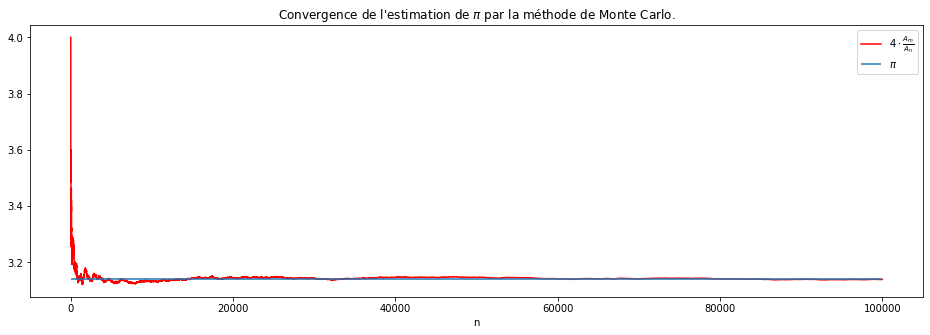 Convergence de l'estimation de π par la méthode de Monte Carlo.
4 · A_m/A_n
π
4.0
3.8
3.6
3.4
3.2
0 20000 40000 60000 80000 100000
n